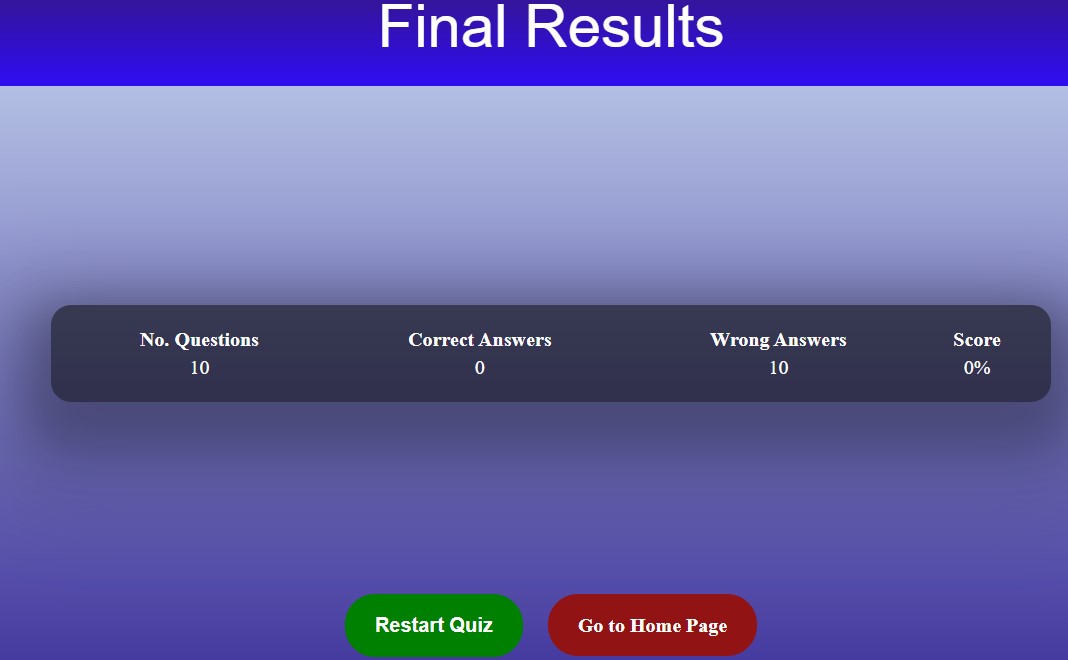 Final Results
No. Questions Correct Answers Wrong Answers Score
10 0 10 0%
Restart Quiz Go to Home Page